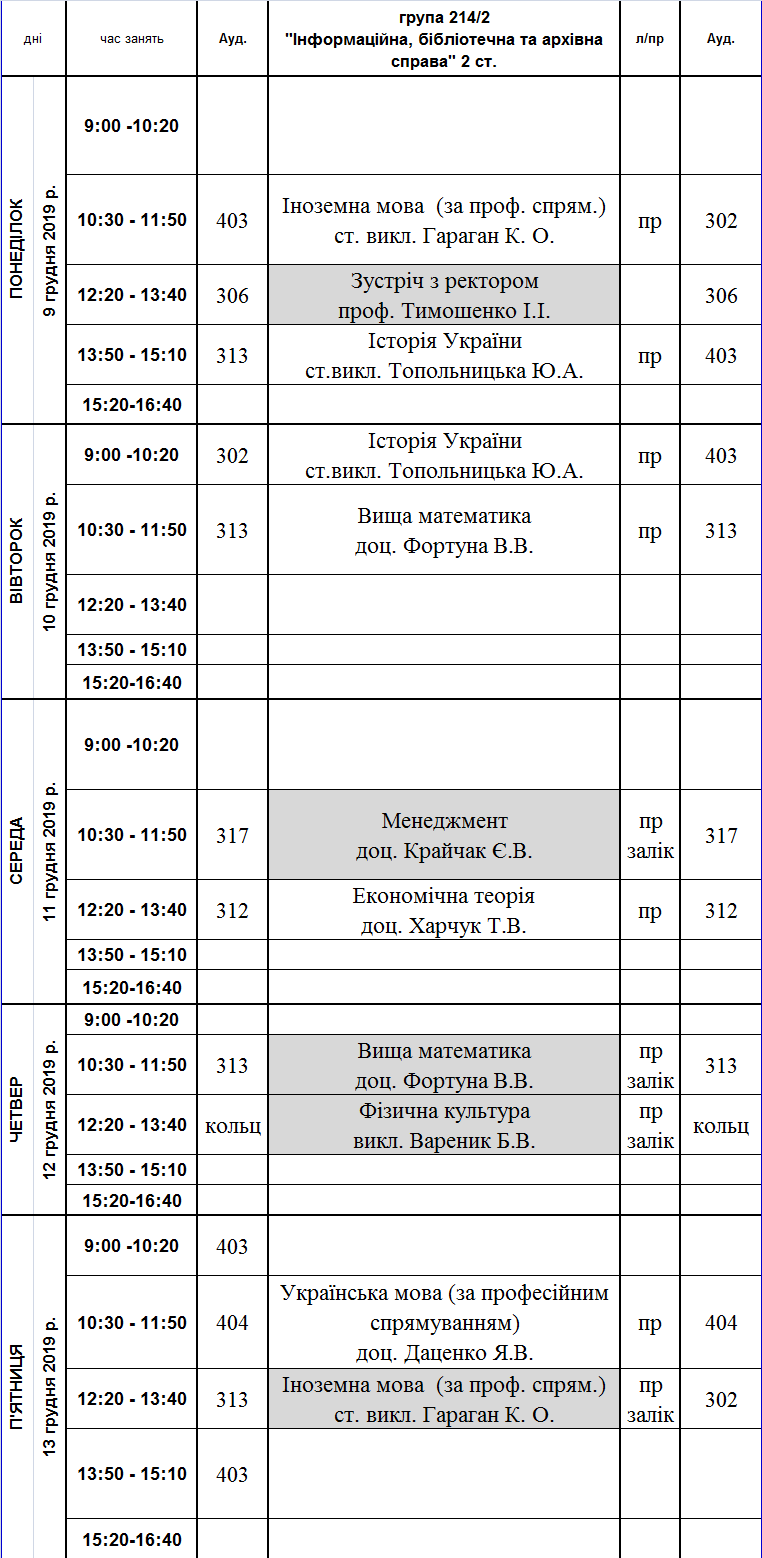 дні
час занять
Ауд.
група 214/2
"Інформаційна, бібліотечна та архівна
справа" 2 ст.
л/пр
Ауд.
ПОНЕДІЛОК
9 грудня 2019 р.
9:00 -10:20
10:30 - 11:50
403
Іноземна мова (за проф. спрям.)
ст. викл. Гараган К. О.
пр
302
12:20 - 13:40
306
Зустріч з ректором
проф. Тимошенко І.І.
306
13:50 - 15:10
313
Історія України
ст.викл. Топольницька Ю.А.
пр
403
15:20-16:40
ВІВТОРОК
10 грудня 2019 р.
9:00 -10:20
302
Історія України
ст.викл. Топольницька Ю.А.
пр
403
10:30 - 11:50
313
Вища математика
доц. Фортуна В.В.
пр
313
12:20 - 13:40
13:50 - 15:10
15:20-16:40
СЕРЕДА
11 грудня 2019 р.
9:00 -10:20
10:30 - 11:50
317
Менеджмент
доц. Крайчак Є.В.
пр
залік
317
12:20 - 13:40
312
Економічна теорія
доц. Харчук Т.В.
пр
312
13:50 - 15:10
15:20-16:40
ЧЕТВЕР
12 грудня 2019 р.
9:00 -10:20
10:30 - 11:50
313
Вища математика
доц. Фортуна В.В.
пр
залік
313
12:20 - 13:40
кольц
Фізична культура
викл. Вареник Б.В.
пр
залік
кольц
13:50 - 15:10
15:20-16:40
П'ЯТНИЦЯ
13 грудня 2019 р.
9:00 -10:20
403
10:30 - 11:50
404
Українська мова (за професійним
спрямуванням)
доц. Даценко Я.В.
пр
404
12:20 - 13:40
313
Іноземна мова (за проф. спрям.)
ст. викл. Гараган К. О.
пр
залік
302
13:50 - 15:10
403
15:20-16:40